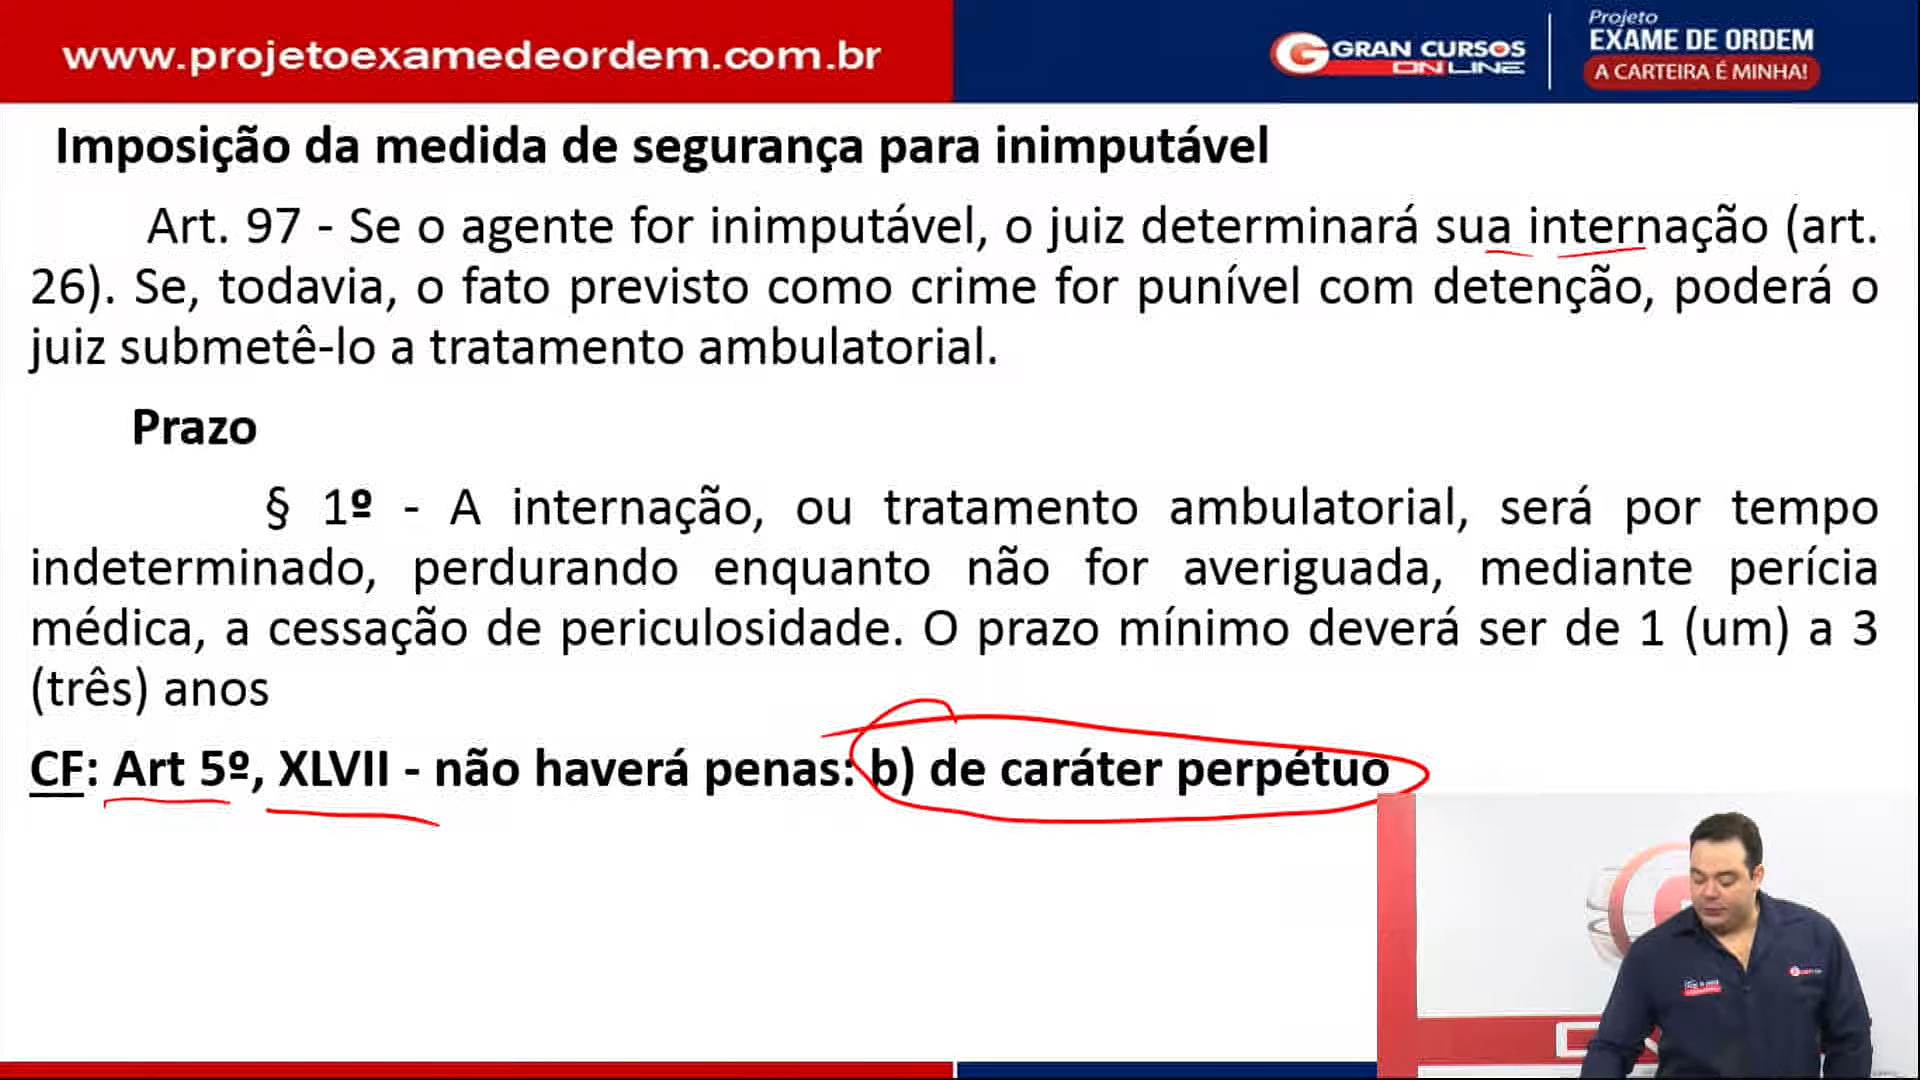 www.projetoexamedeordem.com.br
GRAN CURSOS
ONLINE
Projeto
EXAME DE ORDEM
A CARTEIRA É MINHA!
Imposição da medida de segurança para inimputável
Art. 97 - Se o agente for inimputável, o juiz determinará sua internação (art.
26). Se, todavia, o fato previsto como crime for punível com detenção, poderá o
juiz submetê-lo a tratamento ambulatorial.
Prazo
§ 1º - A internação, ou tratamento ambulatorial, será por tempo
indeterminado, perdurando enquanto não for averiguada, mediante perícia
médica, a cessação de periculosidade. O prazo mínimo deverá ser de 1 (um) a 3
(três) anos
CF: Art 5º, XLVII - não haverá penas: b) de caráter perpétuo